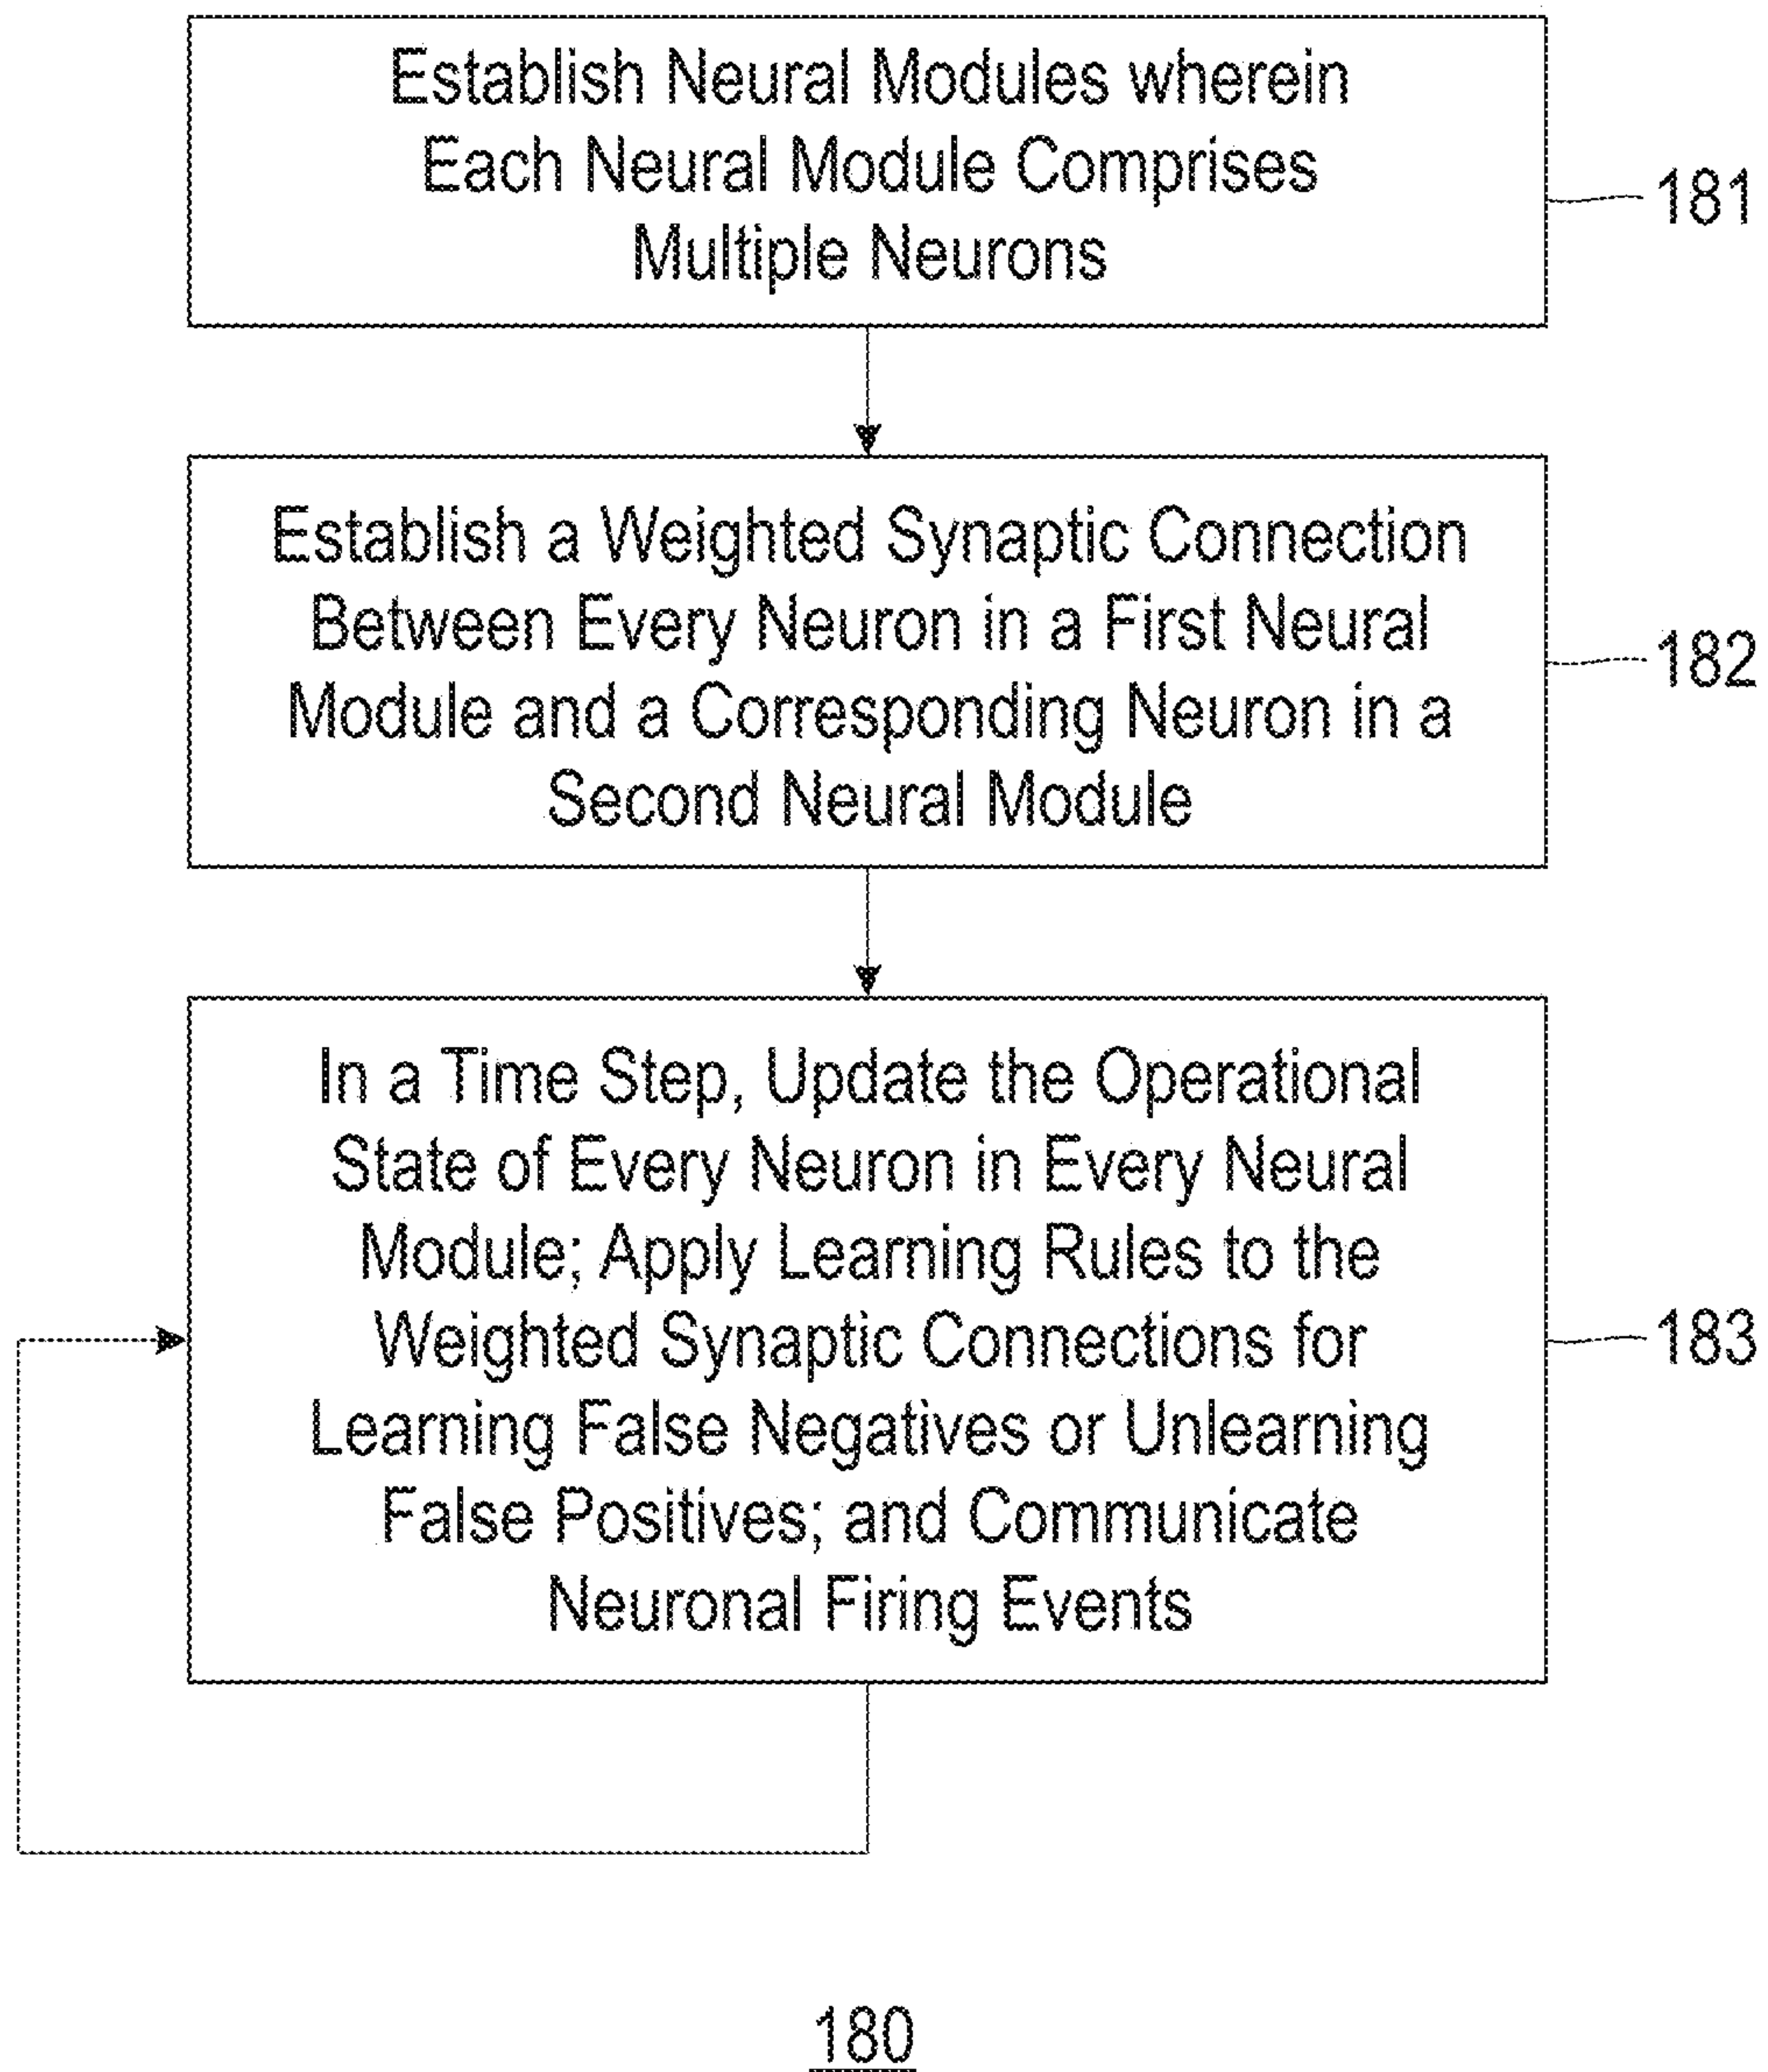 Establish Neural Modules wherein
Each Neural Module Comprises
Multiple Neurons
181
Establish a Weighted Synaptic Connection
Between Every Neuron in a First Neural
Module and a Corresponding Neuron in a
Second Neural Module
182
In a Time Step, Update the Operational
State of Every Neuron in Every Neural
Module; Apply Learning Rules to the
Weighted Synaptic Connections for
Learning False Negatives or Unlearning
False Positives; and Communicate
Neuronal Firing Events
183
180